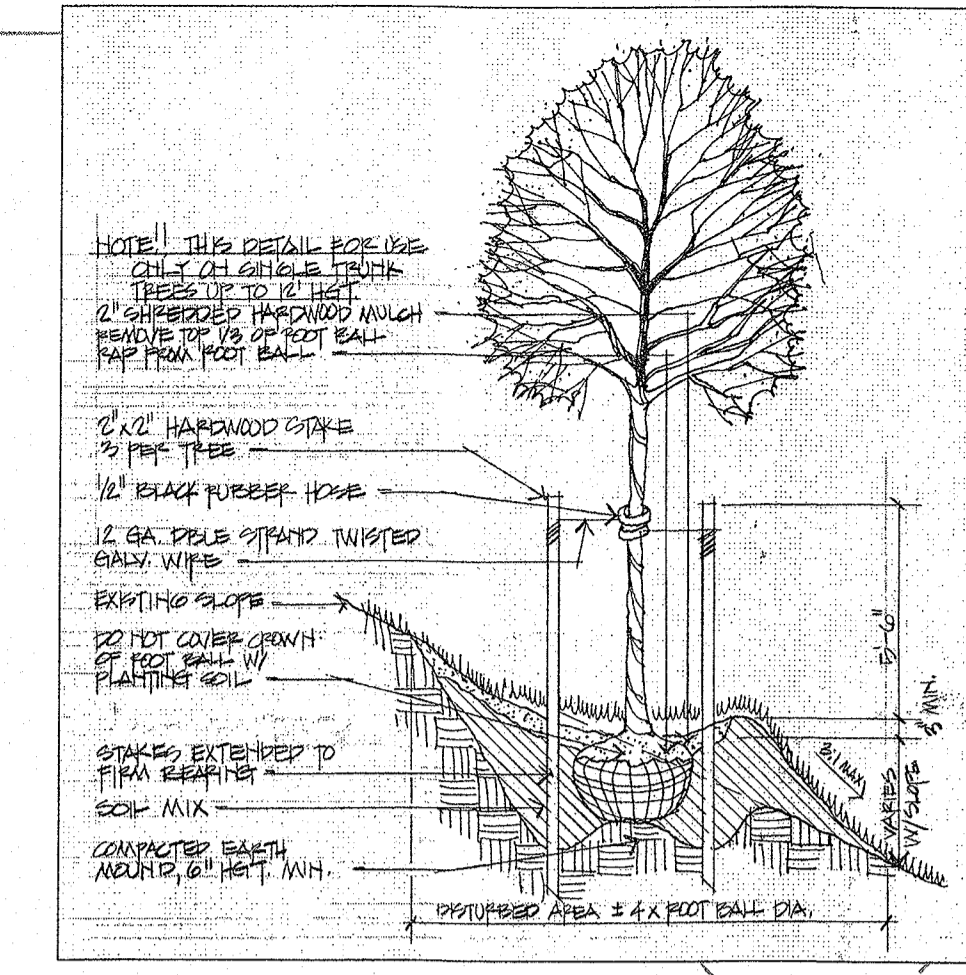 NOTE!! THIS DETAIL FOR USE
ONLY ON SINGLE TRUNK
TREES UP TO 12' HGT.
2" SHREDDED HARDWOOD MULCH
REMOVE TOP 1/3 OF ROOT BALL
RAP FROM ROOT BALL
2"x2" HARDWOOD STAKE
3 PER TREE
1/2" BLACK RUBBER HOSE
12 GA. DBLE STRAND TWISTED
GALV. WIRE
EXISTING SLOPE
DO NOT COVER CROWN
OF ROOT BALL W/
PLANTING SOIL
STAKES EXTENDED TO
FIRM BEARING
SOIL MIX
COMPACTED EARTH
MOUND, 6" HGT. MIN.
5'-6"
3" MIN.
3:1 MAX
VARIES
W/ SLOPE
DISTURBED AREA ± 4 x ROOT BALL DIA.